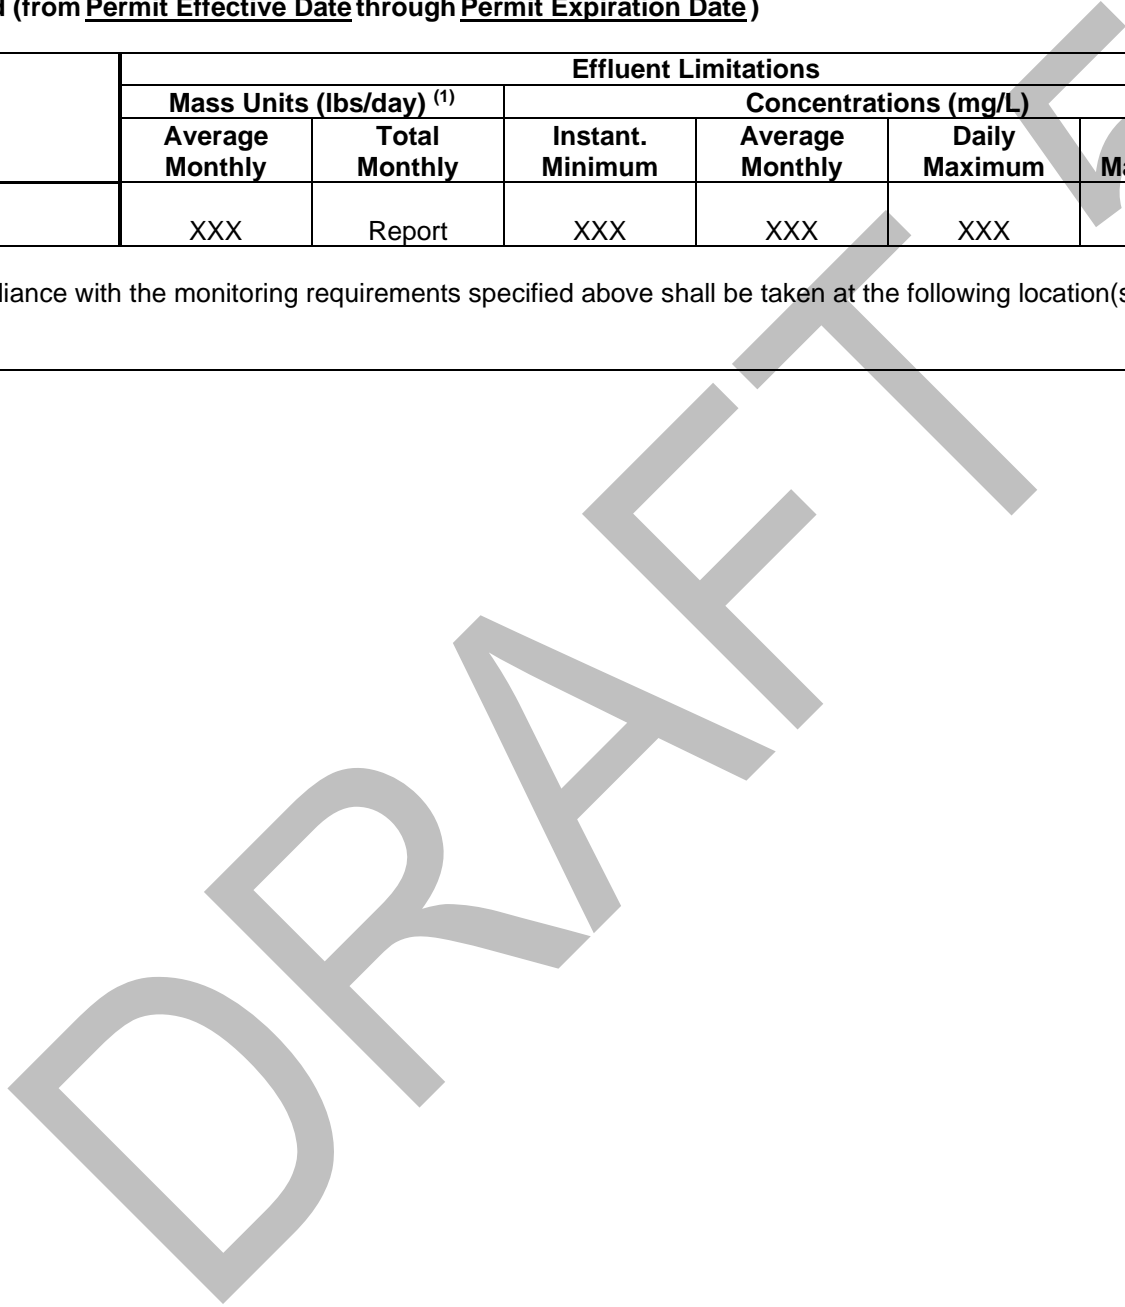 (from Permit Effective Date through Permit Expiration Date)
Effluent Limitations
Mass Units (lbs/day) (1) Concentrations (mg/L)
Average Total Instant. Average Daily
Monthly Monthly Minimum Monthly Maximum
XXX Report XXX XXX XXX
with the monitoring requirements specified above shall be taken at the following
DRAFT